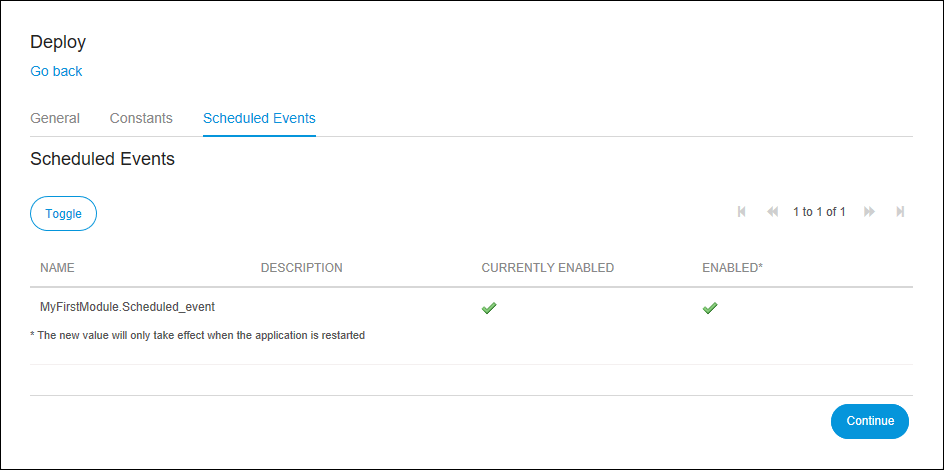 Deploy
Go back
General Constants Scheduled Events
Scheduled Events
Toggle 1 to 1 of 1
NAME DESCRIPTION CURRENTLY ENABLED ENABLED*
MyFirstModule.Scheduled_event
* The new value will only take effect when the application is restarted
Continue